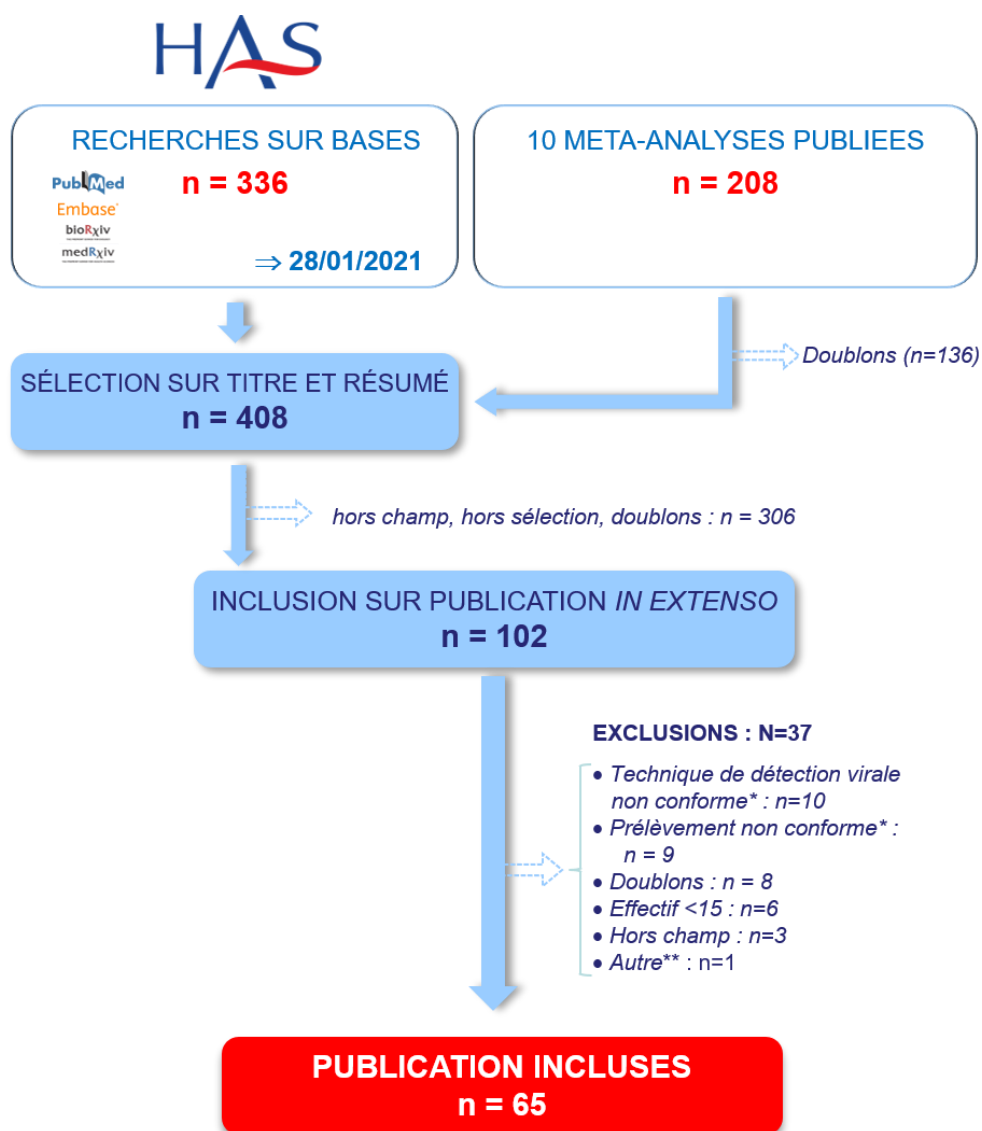 HAS
RECHERCHES SUR BASES
n = 336
PubMed
Embase
bioRxiv
medRxiv
⇒ 28/01/2021
10 META-ANALYSES PUBLIEES
n = 208
Doublons (n=136)
SÉLECTION SUR TITRE ET RÉSUMÉ
n = 408
hors champ, hors sélection, doublons : n = 306
INCLUSION SUR PUBLICATION IN EXTENSO
n = 102
EXCLUSIONS : N=37
• Technique de détection virale
non conforme* : n=10
• Prélèvement non conforme* :
n = 9
• Doublons : n = 8
• Effectif <15 : n=6
• Hors champ : n=3
• Autre** : n=1
PUBLICATION INCLUSES
n = 65